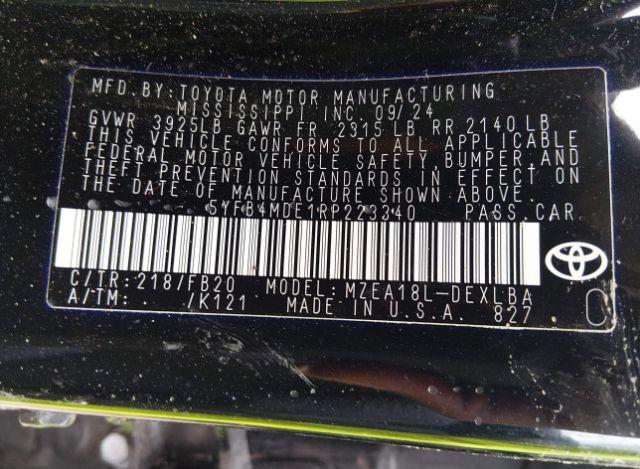 MFD. BY: TOYOTA MOTOR MANUFACTURING
MISSISSIPPI INC. 09/24
GVWR 3925LB GAWR FR 2315 LB RR 2140 LB
THIS VEHICLE CONFORMS TO ALL APPLICABLE
FEDERAL MOTOR VEHICLE SAFETY, BUMPER, AND
THEFT PREVENTION STANDARDS IN EFFECT ON
THE DATE OF MANUFACTURE SHOWN ABOVE.
5YFB4MDE1RP223340 PASS. CAR
C/TR: 218/FB20 MODEL: MZEA18L-DEXLBA
A/TM: /K121 MADE IN U.S.A. 827 C